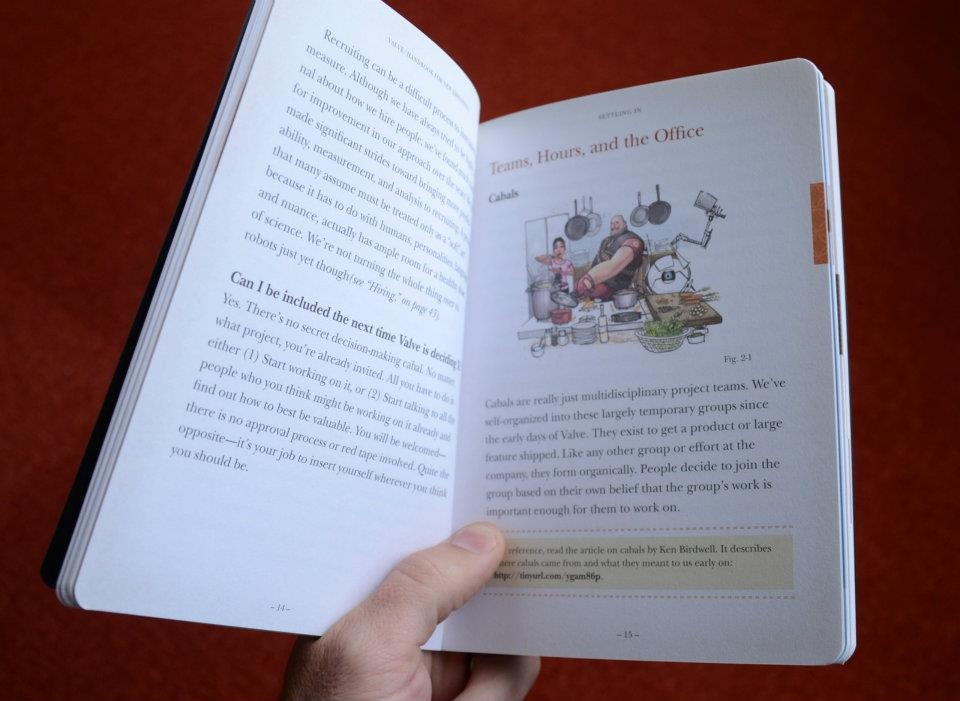 VALVE: HANDBOOK FOR NEW EMPLOYEES
Recruiting can be a difficult process to
measure. Although we have always tried to be
nal about how we hire people, we've found much
for improvement in our approach over the years. We
made significant strides toward bringing more
ability, measurement, and analysis to recruiting. A
that many assume must be treated only as a "soft" art
because it has to do with humans, personalities,
and nuance, actually has ample room for a healthy dose
of science. We're not turning the whole thing over to
robots just yet though(see "Hiring," on page 43).
Can I be included the next time Valve is deciding X?
Yes. There's no secret decision-making cabal. No matter
what project, you're already invited. All you have to do is
either (1) Start working on it, or (2) Start talking to all the
people who you think might be working on it already and
find out how to best be valuable. You will be welcomed—
there is no approval process or red tape involved. Quite the
opposite—it's your job to insert yourself wherever you think
you should be.
– 14 –
SETTLING IN
Teams, Hours, and the Office
Cabals
Fig. 2-1
Cabals are really just multidisciplinary project teams. We've
self-organized into these largely temporary groups since
the early days of Valve. They exist to get a product or large
feature shipped. Like any other group or effort at the
company, they form organically. People decide to join the
group based on their own belief that the group's work is
important enough for them to work on.
reference, read the article on cabals by Ken Birdwell. It describes
where cabals came from and what they meant to us early on:
http://tinyurl.com/ygam86p.
– 15 –